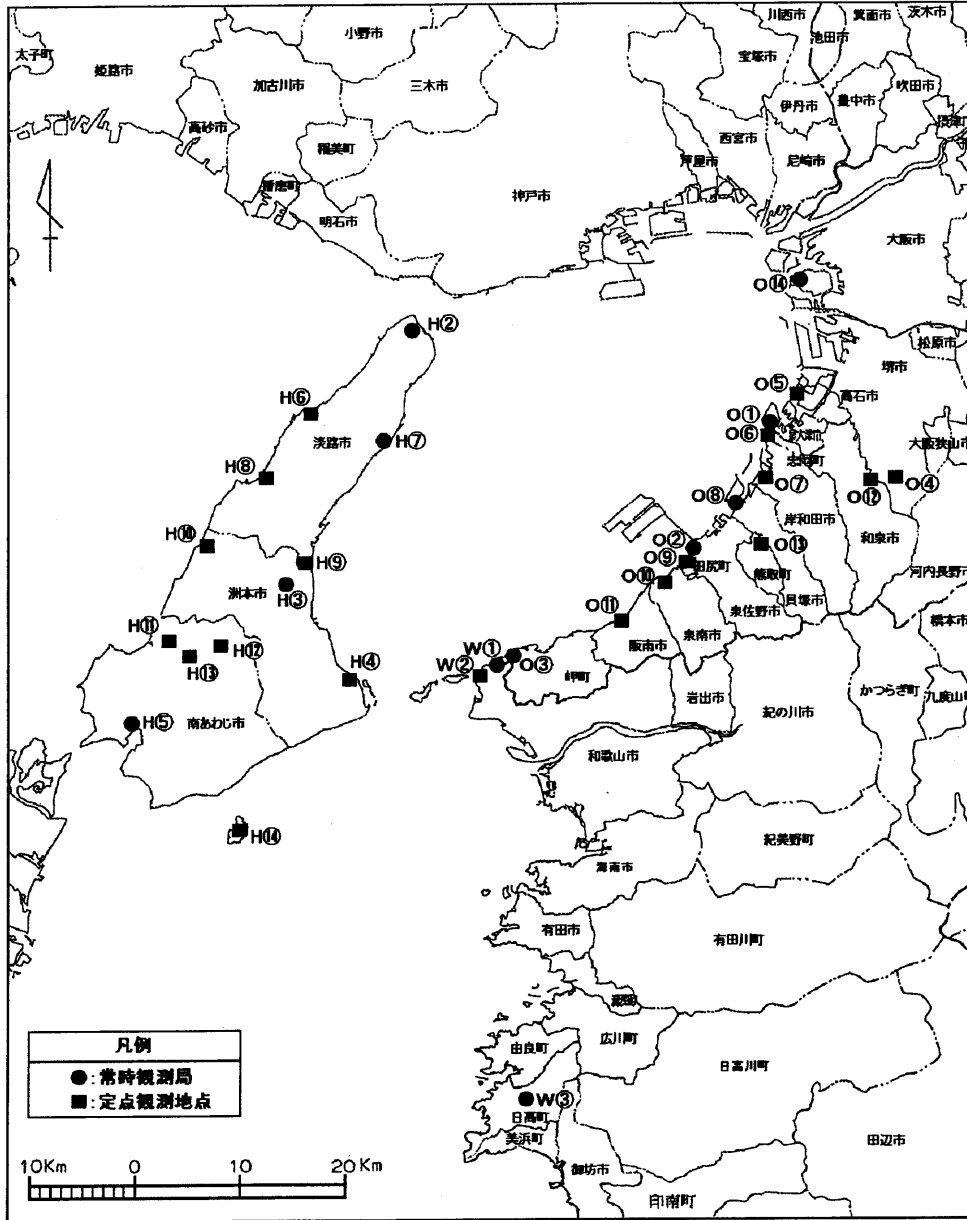 川西市
箕面市
茨木市
小野市
池田市
太子町
姫路市
宝塚市
加古川市
三木市
吹田市
伊丹市
豊中市
高砂市
摂津市
西宮市
稲美町
尼崎市
芦屋市
播磨町
神戸市
明石市
大阪市
O⑭
H②
松原市
堺市
O⑤
高石市
H⑥
O①
淡路市
H⑦
O⑥
泉大津市
大阪狭山市
忠岡町
H⑧
O⑦
O⑫
O④
O⑧
岸和田市
和泉市
H⑩
O②
O⑬
H⑨
O⑨
田尻町
熊取町
河内長野市
洲本市
H③
O⑩
貝塚市
泉佐野市
O⑪
橋本市
H⑪
阪南市
泉南市
H⑫
H⑬
W①
O③
W②
H④
岬町
かつらぎ町
九度山町
岩出市
紀の川市
H⑤
南あわじ市
和歌山市
H⑭
紀美野町
海南市
有田市
有田川町
湯浅町
凡例
●:常時観測局
■:定点観測地点
広川町
由良町
日高川町
W③
日高町
美浜町
田辺市
御坊市
印南町
10Km 0 10 20Km